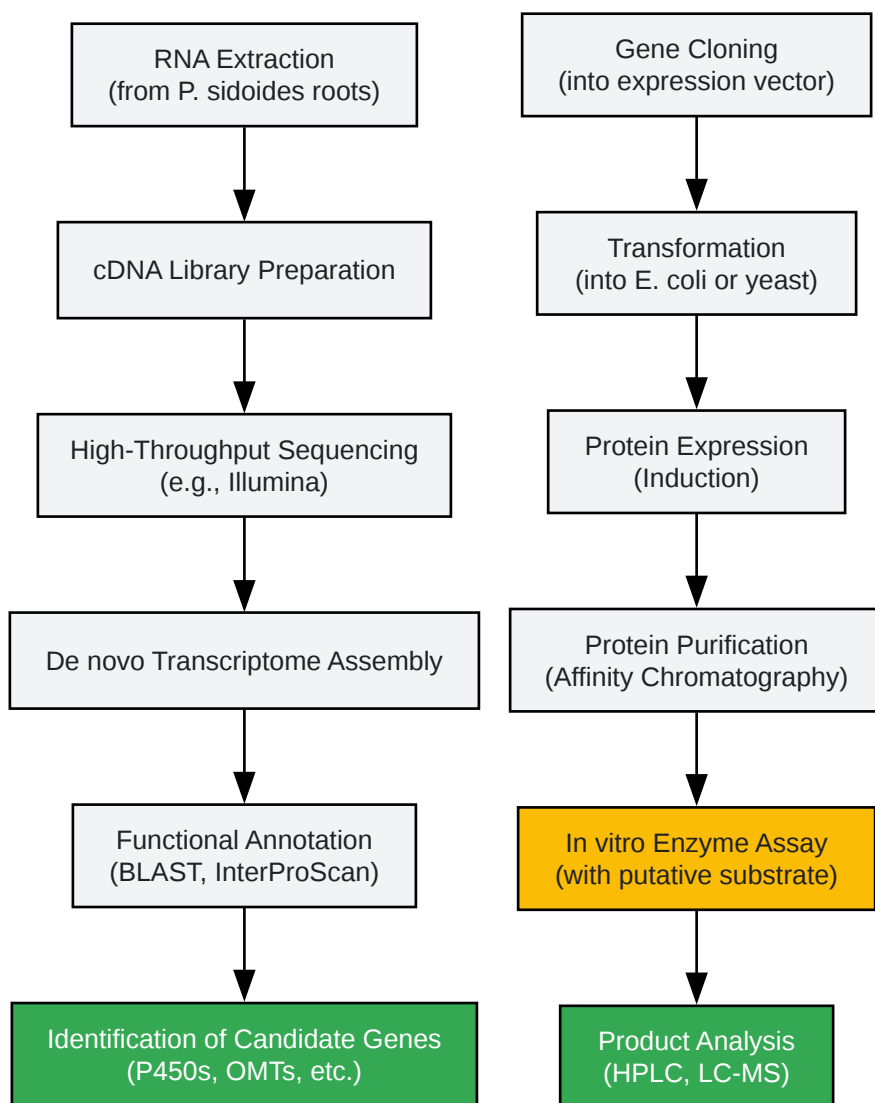 RNA Extraction
(from P. sidoides roots)
cDNA Library Preparation
High-Throughput Sequencing
(e.g., Illumina)
De novo Transcriptome Assembly
Functional Annotation
(BLAST, InterProScan)
Identification of Candidate Genes
(P450s, OMTs, etc.)
Gene Cloning
(into expression vector)
Transformation
(into E. coli or yeast)
Protein Expression
(Induction)
Protein Purification
(Affinity Chromatography)
In vitro Enzyme Assay
(with putative substrate)
Product Analysis
(HPLC, LC-MS)